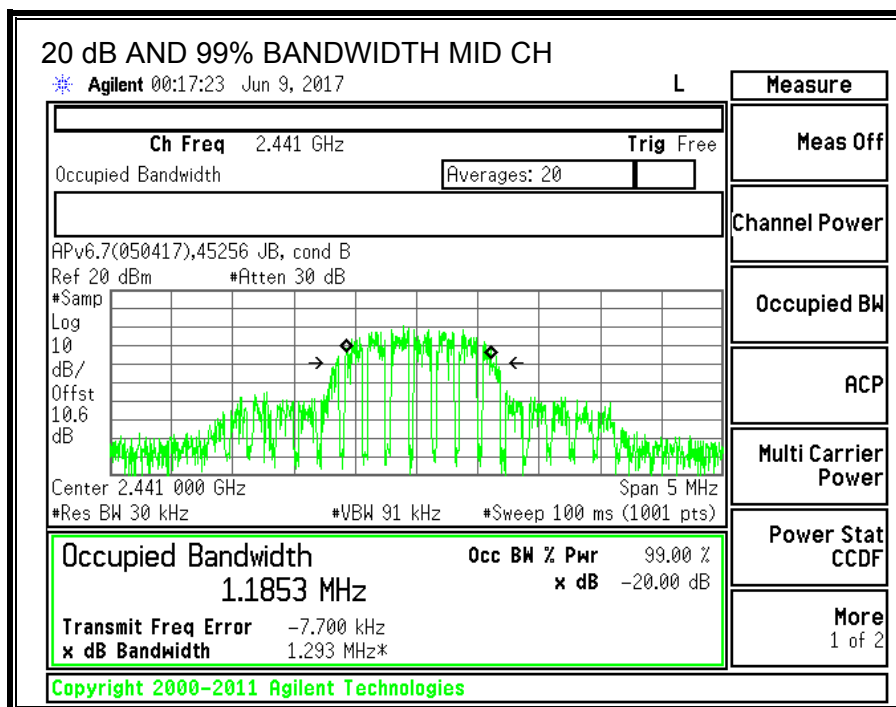 20 dB AND 99% BANDWIDTH MID CH
Agilent 00:17:23 Jun 9, 2017 L
Measure
Ch Freq 2.441 GHz Trig Free
Occupied Bandwidth Averages: 20
APv6.7(050417),45256 JB, cond B
Ref 20 dBm #Atten 30 dB
#Samp
Log
10
dB/
Offst
10.6
dB
Center 2.441 000 GHz Span 5 MHz
#Res BW 30 kHz #VBW 91 kHz #Sweep 100 ms (1001 pts)
Occupied Bandwidth Occ BW % Pwr 99.00 %
1.1853 MHz x dB -20.00 dB
Transmit Freq Error -7.700 kHz
x dB Bandwidth 1.293 MHz*
Meas Off
Channel Power
Occupied BW
ACP
Multi Carrier
Power
Power Stat
CCDF
More
1 of 2
Copyright 2000-2011 Agilent Technologies